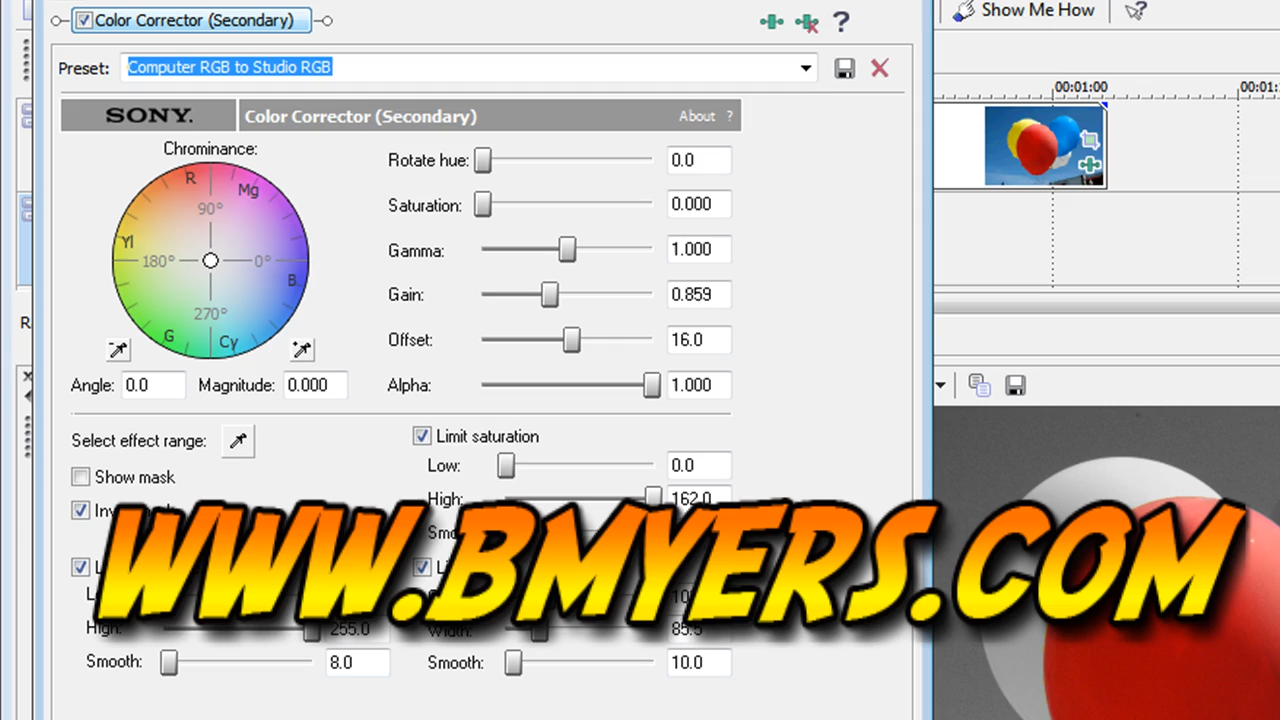 Color Corrector (Secondary)
?
Show Me How
Preset: Computer RGB to Studio RGB
00:01:00
SONY. Color Corrector (Secondary) About ?
Chrominance:
R
Mg
90°
Yl
180°
0°
B
270°
G
Cy
Angle: 0.0 Magnitude: 0.000
Rotate hue: 0.0
Saturation: 0.000
Gamma: 1.000
Gain: 0.859
Offset: 16.0
Alpha: 1.000
Select effect range:
Show mask
Limit saturation
Low: 0.0
High: 162.0
WWW.BMYERS.COM
High: 255.0
Width: 85.5
Smooth: 8.0
Smooth: 10.0